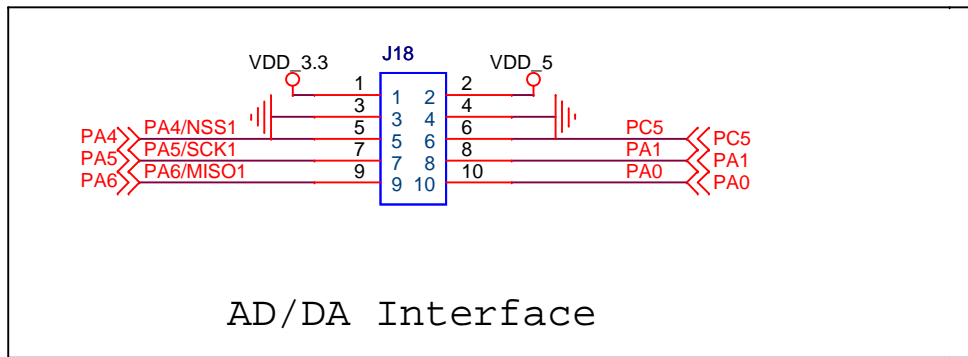 J18
VDD_3.3 VDD_5
1 1 2 2
3 3 4 4
PA4 PA4/NSS1 5 5 6 6 PC5 PC5
PA5 PA5/SCK1 7 7 8 8 PA1 PA1
PA6 PA6/MISO1 9 9 10 10 PA0 PA0
AD/DA Interface